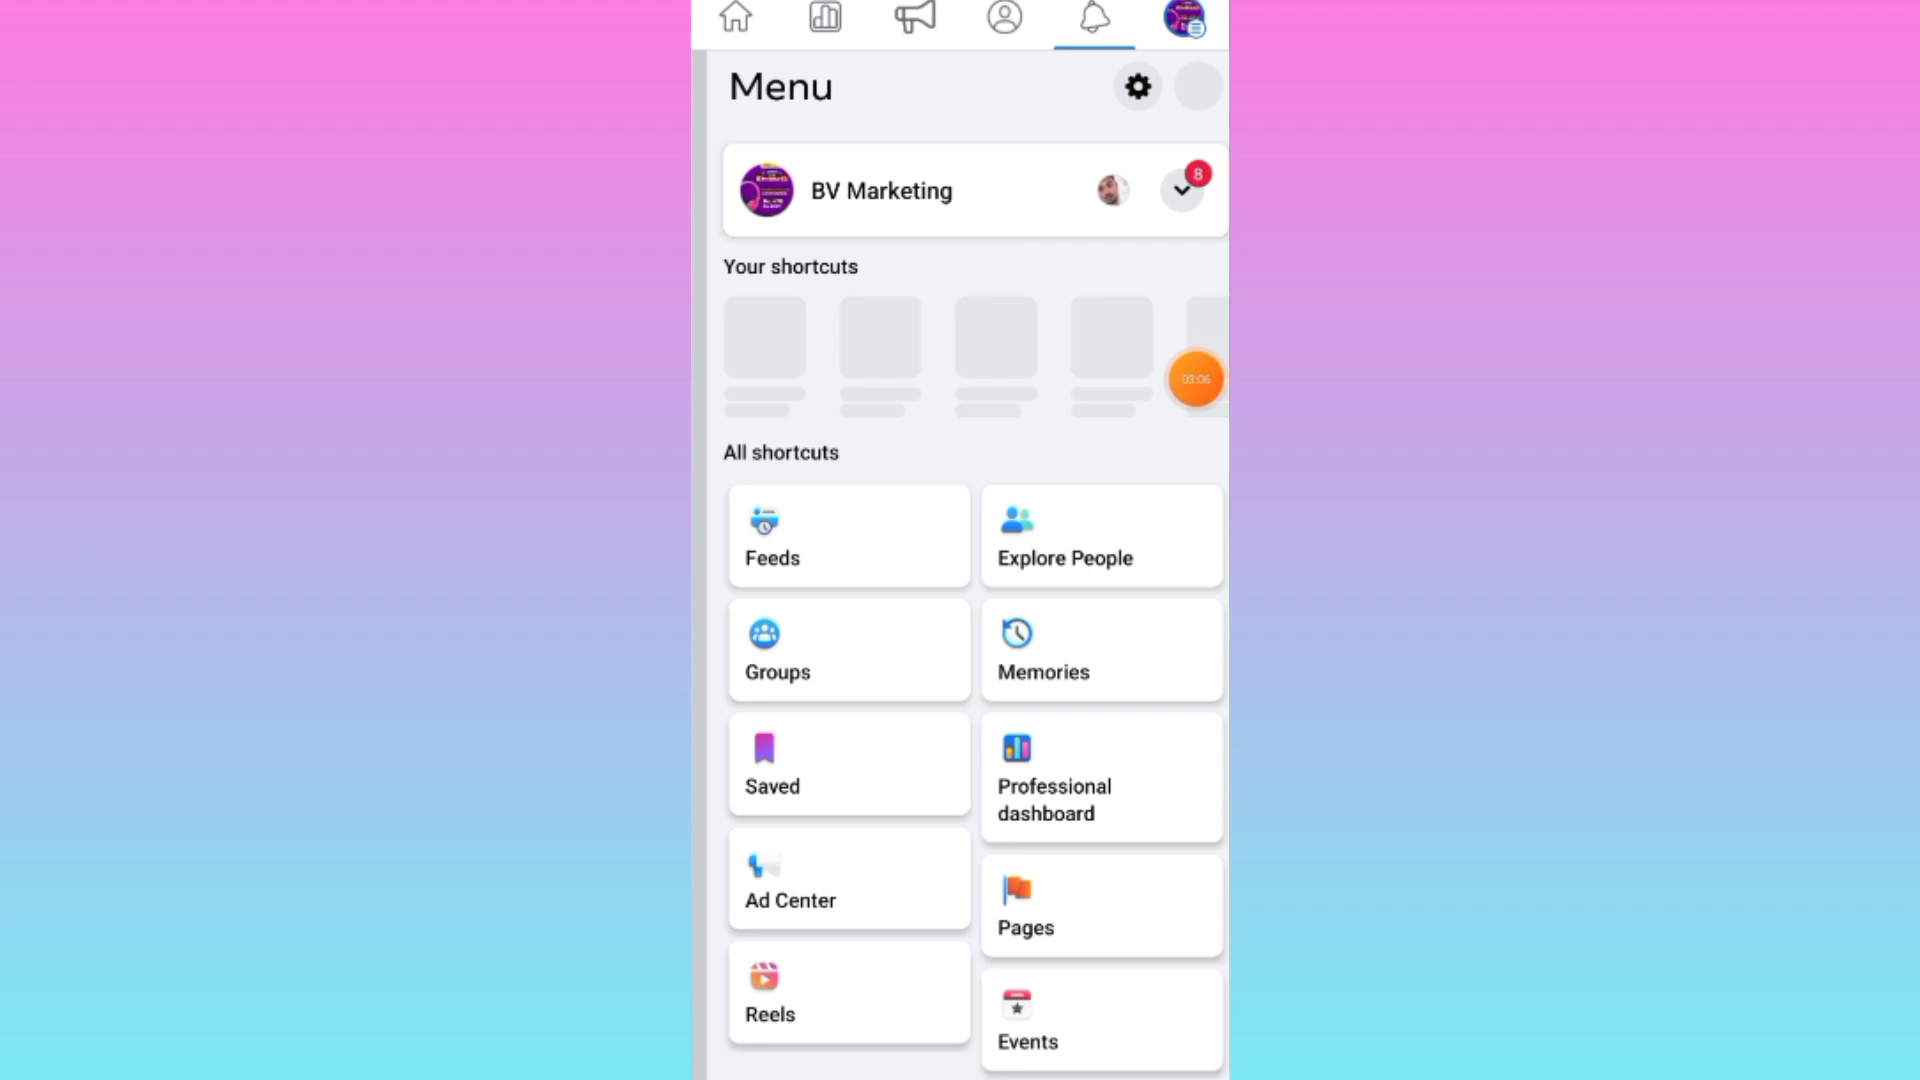 Menu
8
BV Marketing
Your shortcuts
03:06
All shortcuts
Feeds
Explore People
Groups
Memories
Saved
Professional
dashboard
Ad Center
Pages
Reels
Events